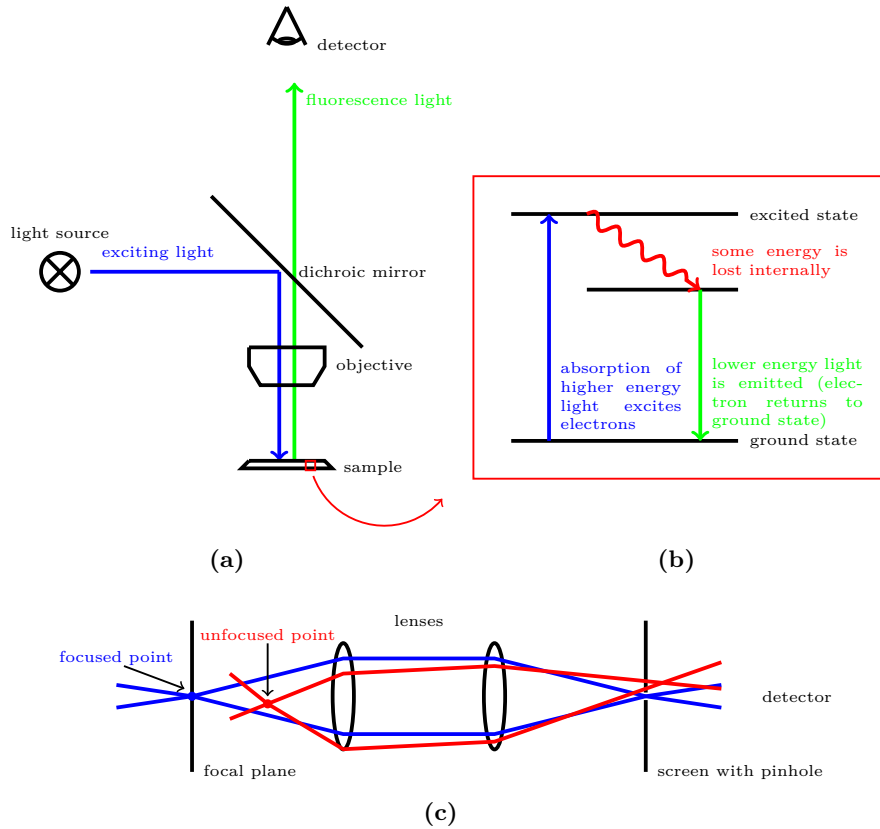 detector
fluorescence light
light source
exciting light
dichroic mirror
objective
sample
(a)
excited state
some energy is
lost internally
absorption of
higher energy
light excites
electrons
lower energy light
is emitted (elec-
tron returns to
ground state)
ground state
(b)
lenses
unfocused point
focused point
detector
focal plane
screen with pinhole
(c)